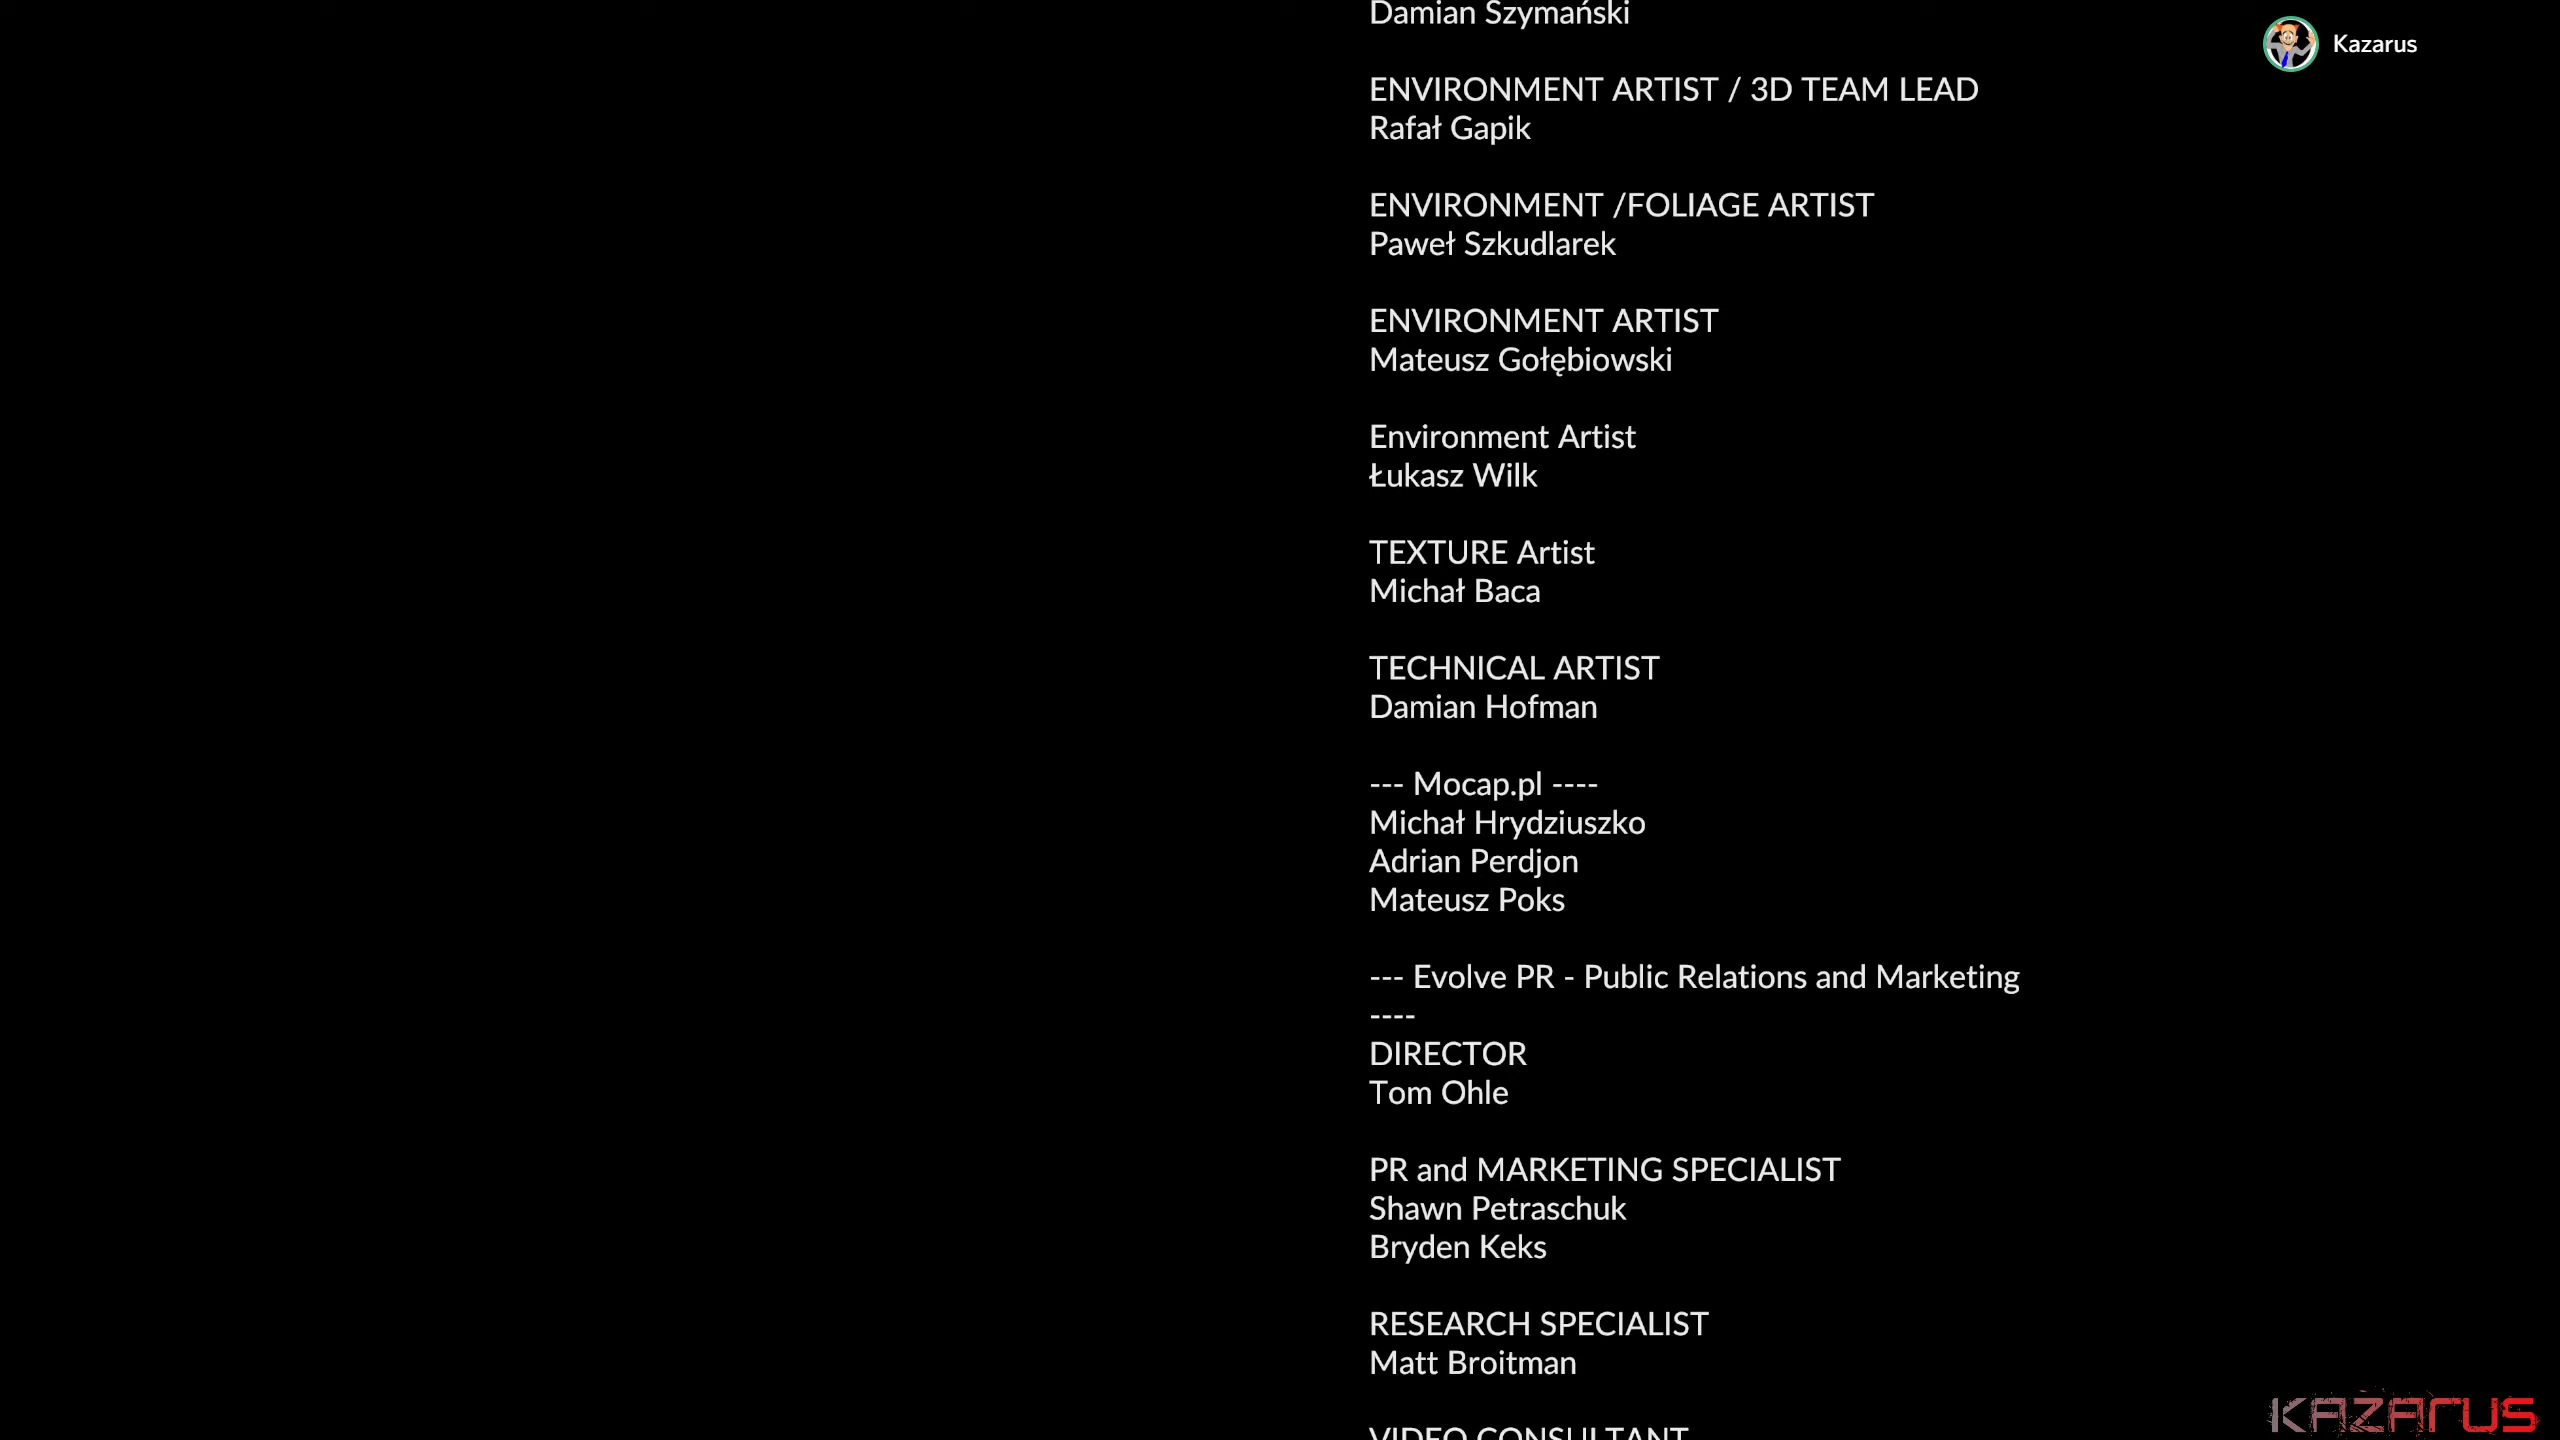 Damian Szymański
Kazarus
ENVIRONMENT ARTIST / 3D TEAM LEAD
Rafał Gapik
ENVIRONMENT /FOLIAGE ARTIST
Paweł Szkudlarek
ENVIRONMENT ARTIST
Mateusz Gołębiowski
Environment Artist
Łukasz Wilk
TEXTURE Artist
Michał Baca
TECHNICAL ARTIST
Damian Hofman
--- Mocap.pl ----
Michał Hrydziuszko
Adrian Perdjon
Mateusz Poks
--- Evolve PR - Public Relations and Marketing
----
DIRECTOR
Tom Ohle
PR and MARKETING SPECIALIST
Shawn Petraschuk
Bryden Keks
RESEARCH SPECIALIST
Matt Broitman
VIDEO CONSULTANT
KAZARUS